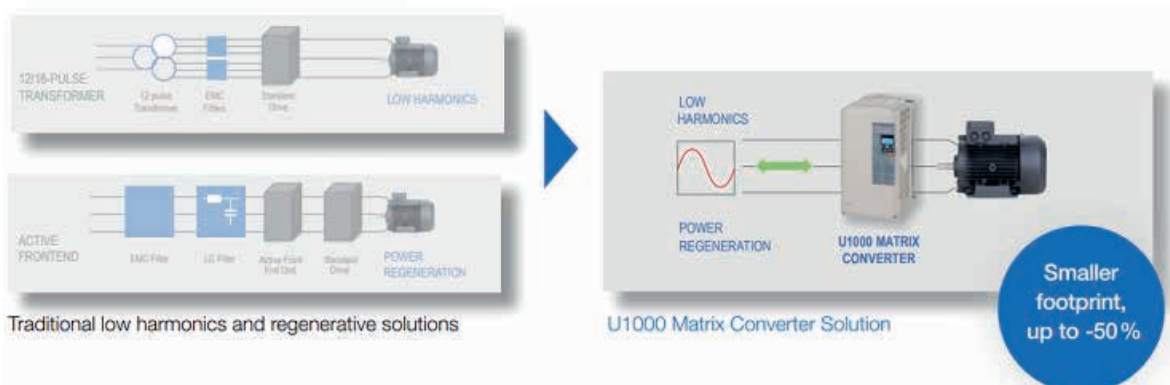 12/18-PULSE
TRANSFORMER
12-pulse
Transformer
EMC
Filters
Standard
Drive
LOW HARMONICS
ACTIVE
FRONTEND
EMC Filter
LC Filter
Active Front
End Unit
Standard
Drive
POWER
REGENERATION
Traditional low harmonics and regenerative solutions
LOW
HARMONICS
POWER
REGENERATION
U1000 MATRIX
CONVERTER
U1000 Matrix Converter Solution
Smaller
footprint,
up to -50%